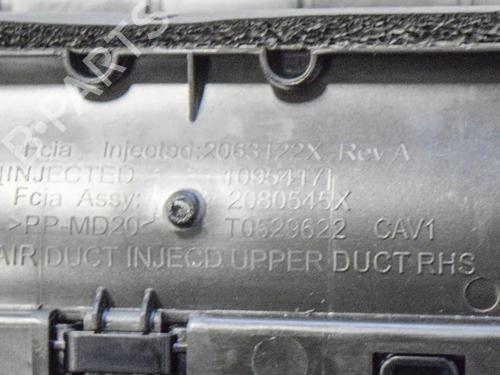 B-PARTS
Fcia Injected:2063122X Rev A
INJECTED 1095417
Fcia Assy: 2080545X
>PP-MD20< T0529622 CAV1
AIR DUCT INJECD UPPER DUCT RHS